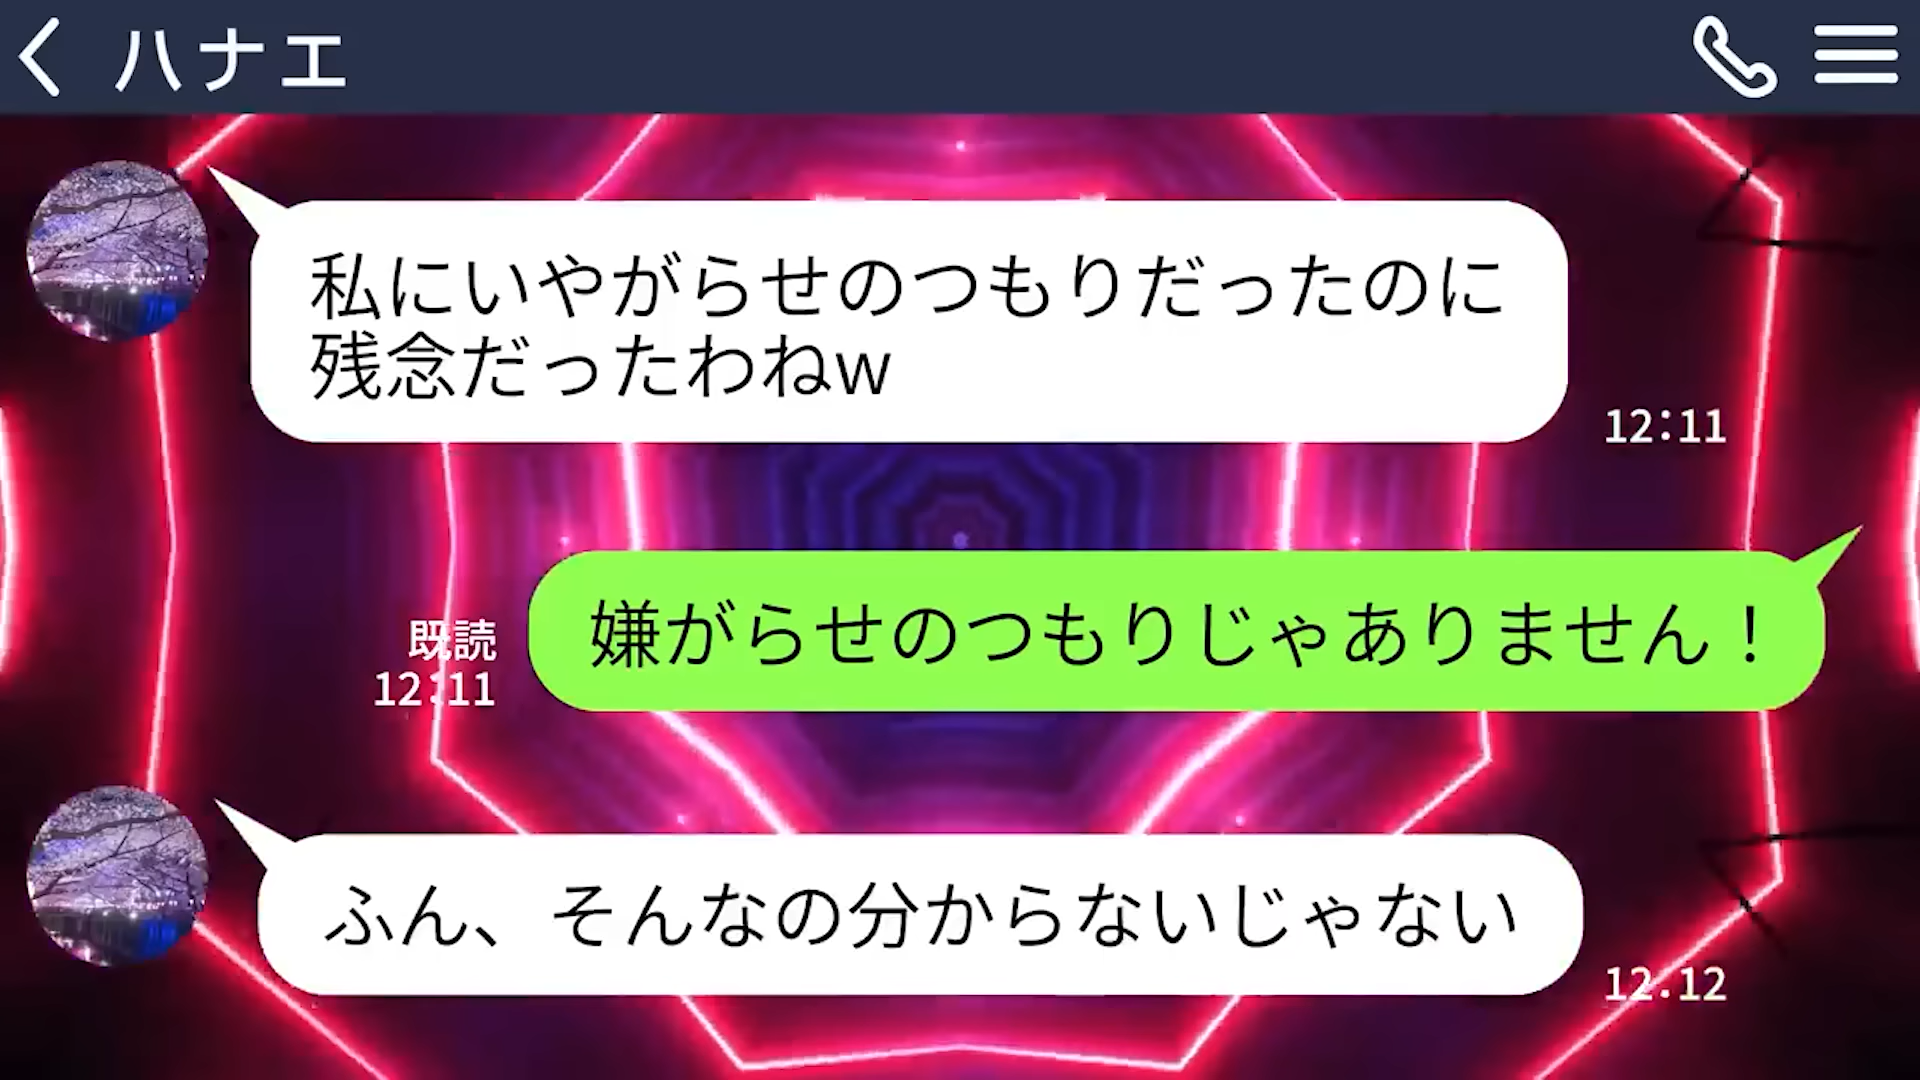 ハナエ
私にいやがらせのつもりだったのに
残念だったわねw
12:11
嫌がらせのつもりじゃありません！
既読
12:11
ふん、そんなの分からないじゃない
12:12